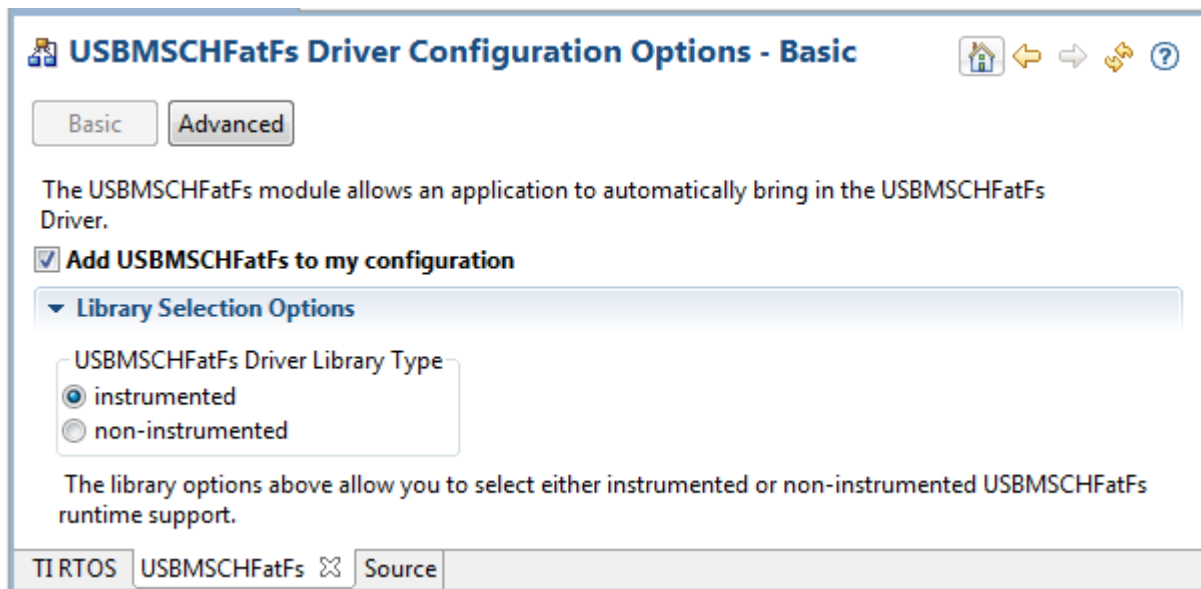 USBMSCHFatFs Driver Configuration Options - Basic
Basic Advanced
The USBMSCHFatFs module allows an application to automatically bring in the USBMSCHFatFs
Driver.
Add USBMSCHFatFs to my configuration
Library Selection Options
USBMSCHFatFs Driver Library Type
instrumented
non-instrumented
The library options above allow you to select either instrumented or non-instrumented USBMSCHFatFs
runtime support.
TI RTOS USBMSCHFatFs Source